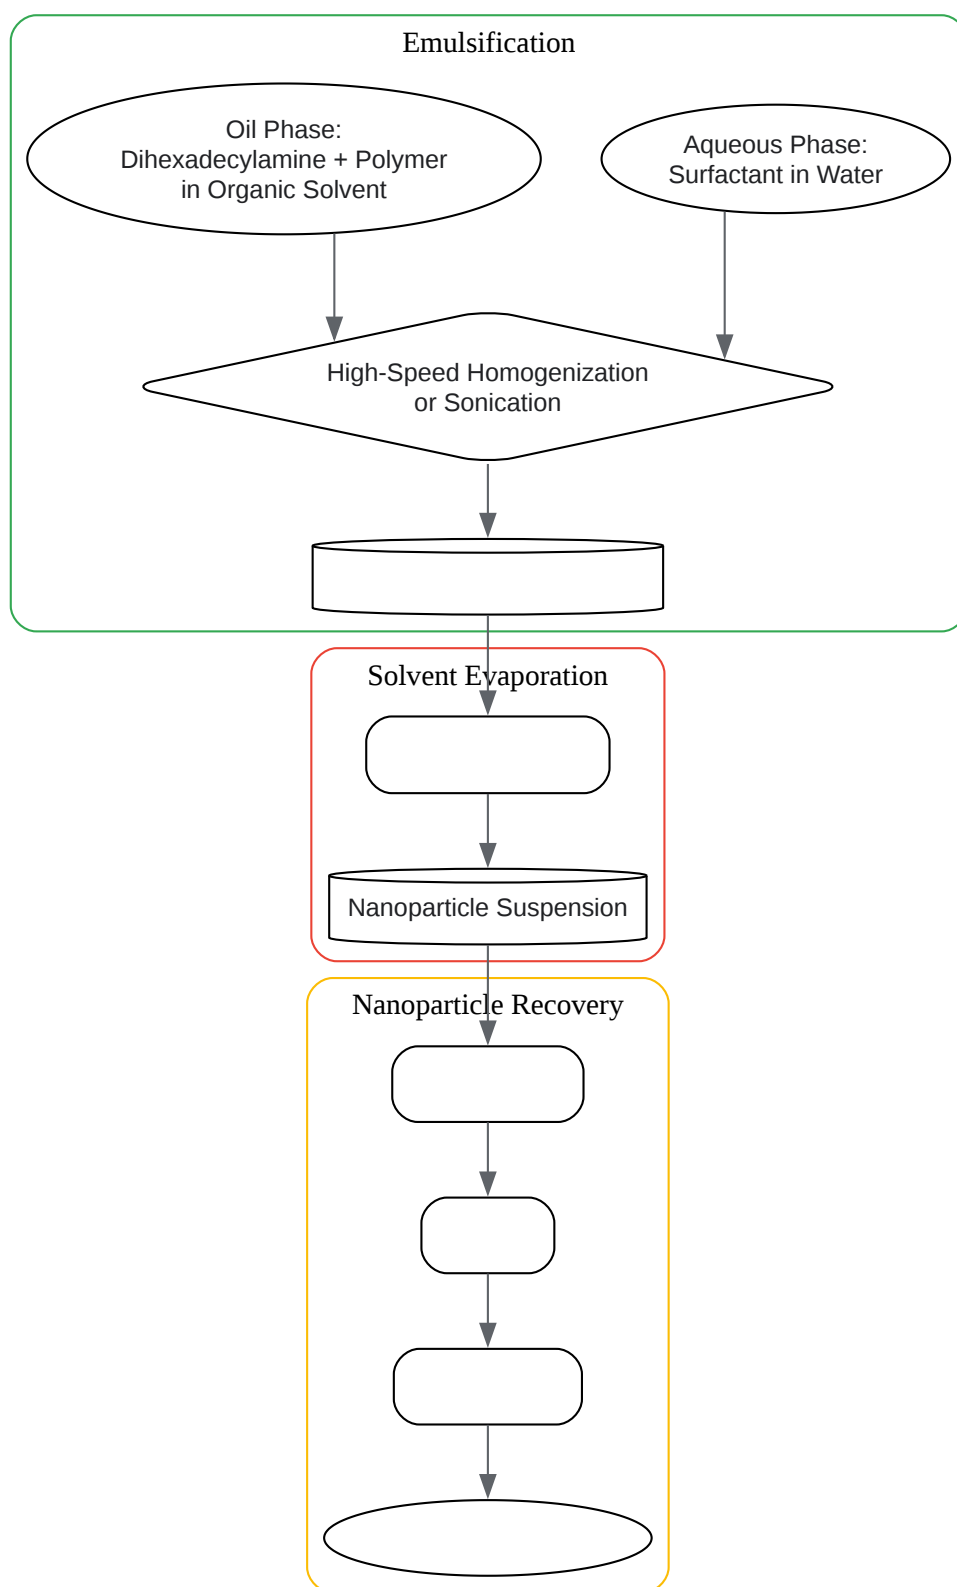 Emulsification
Oil Phase:
Dihexadecylamine + Polymer
in Organic Solvent
Aqueous Phase:
Surfactant in Water
High-Speed Homogenization
or Sonication
Solvent Evaporation
Nanoparticle Suspension
Nanoparticle Recovery